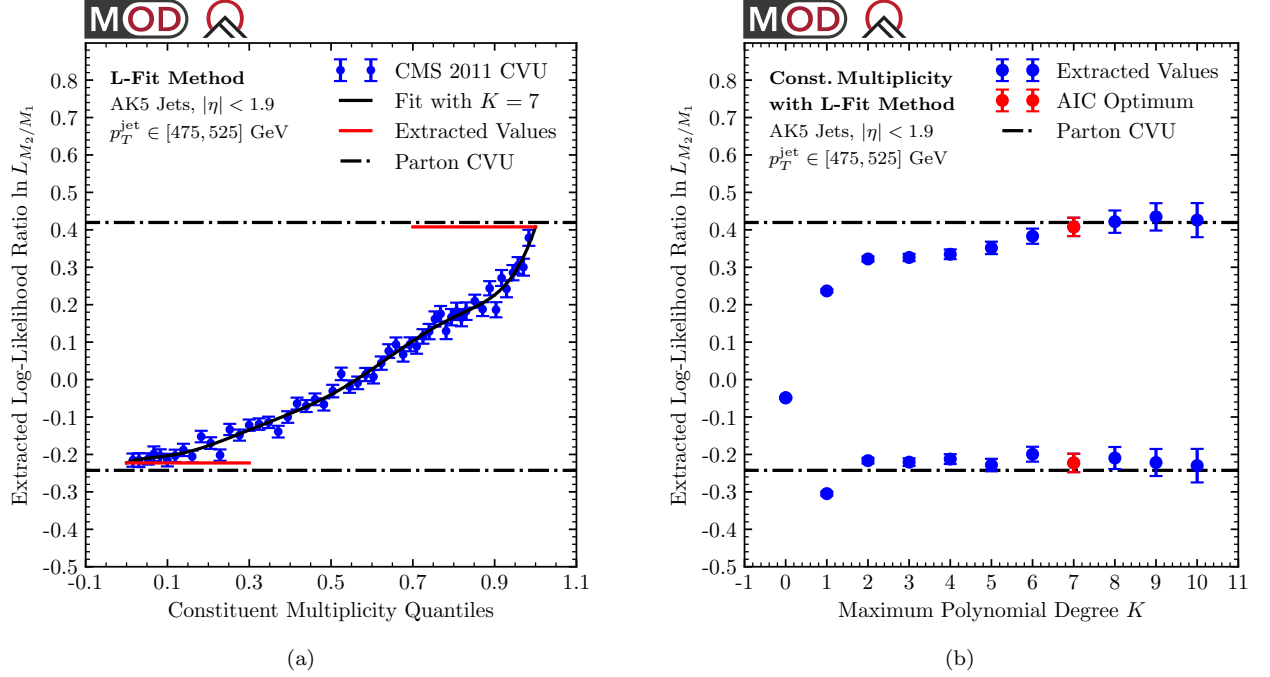 MOD
Extracted Log-Likelihood Ratio ln L_{M_2/M_1}
0.8
0.7
0.6
0.5
0.4
0.3
0.2
0.1
0.0
-0.1
-0.2
-0.3
-0.4
-0.5
L-Fit Method
AK5 Jets, |η| < 1.9
p_T^{jet} ∈ [475, 525] GeV
CMS 2011 CVU
Fit with K = 7
Extracted Values
Parton CVU
-0.1 0.1 0.3 0.5 0.7 0.9 1.1
Constituent Multiplicity Quantiles
(a)
MOD
Extracted Log-Likelihood Ratio ln L_{M_2/M_1}
0.8
0.7
0.6
0.5
0.4
0.3
0.2
0.1
0.0
-0.1
-0.2
-0.3
-0.4
-0.5
Const. Multiplicity
with L-Fit Method
AK5 Jets, |η| < 1.9
p_T^{jet} ∈ [475, 525] GeV
Extracted Values
AIC Optimum
Parton CVU
-1 0 1 2 3 4 5 6 7 8 9 10 11
Maximum Polynomial Degree K
(b)